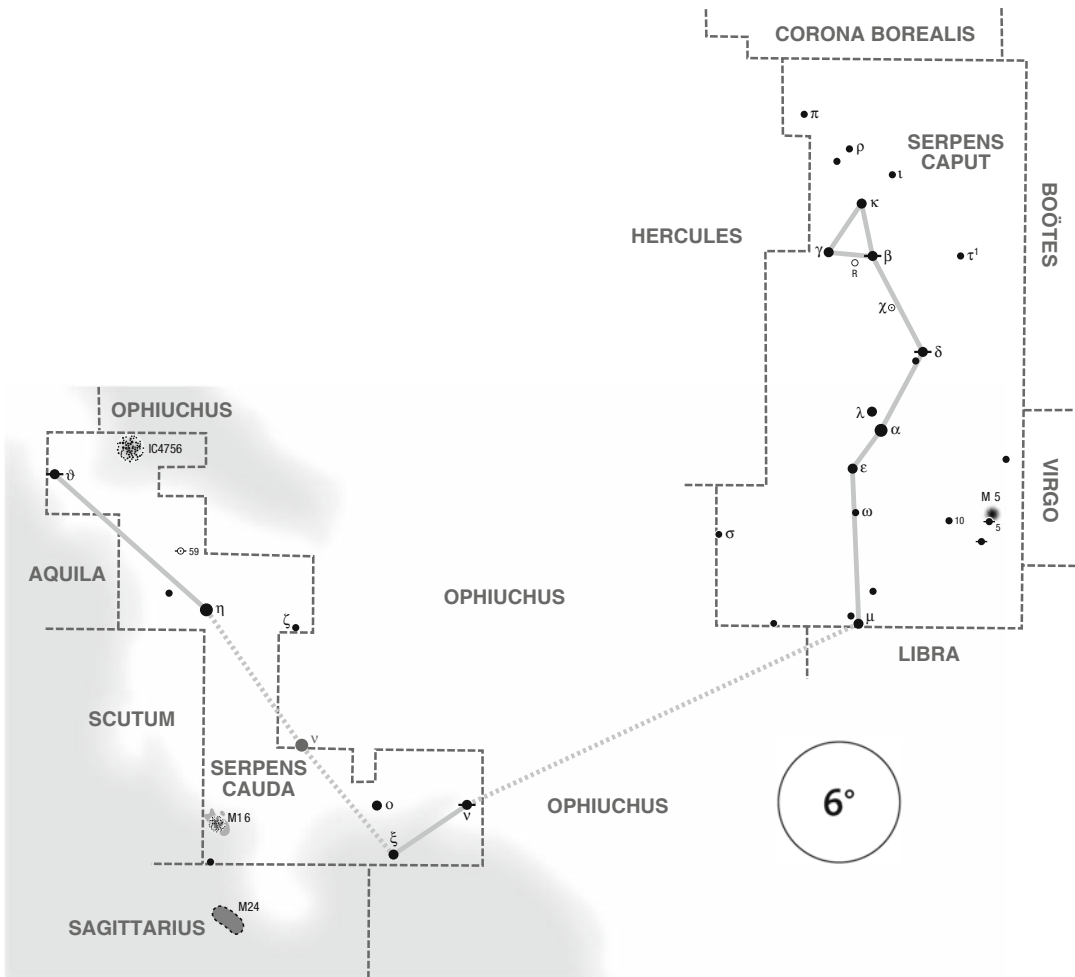 CORONA BOREALIS
π
ρ
SERPENS
CAPUT
ι
BOÖTES
κ
HERCULES
γ
β
τ¹
R
χ
δ
OPHIUCHUS
λ
α
IC4756
ε
VIRGO
ϑ
M 5
ω
10
5
σ
59
AQUILA
OPHIUCHUS
η
ζ
μ
LIBRA
SCUTUM
ν
SERPENS
CAUDA
6°
ο
ν
OPHIUCHUS
M16
ξ
M24
SAGITTARIUS